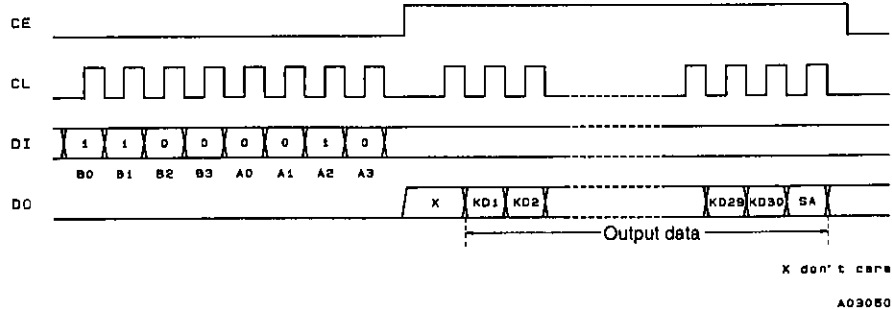 CE
CL
DI 1 1 0 0 0 0 1 0
B0 B1 B2 B3 A0 A1 A2 A3
DO X KD1 KD2 KD29 KD30 SA
Output data
X don't care
A03050